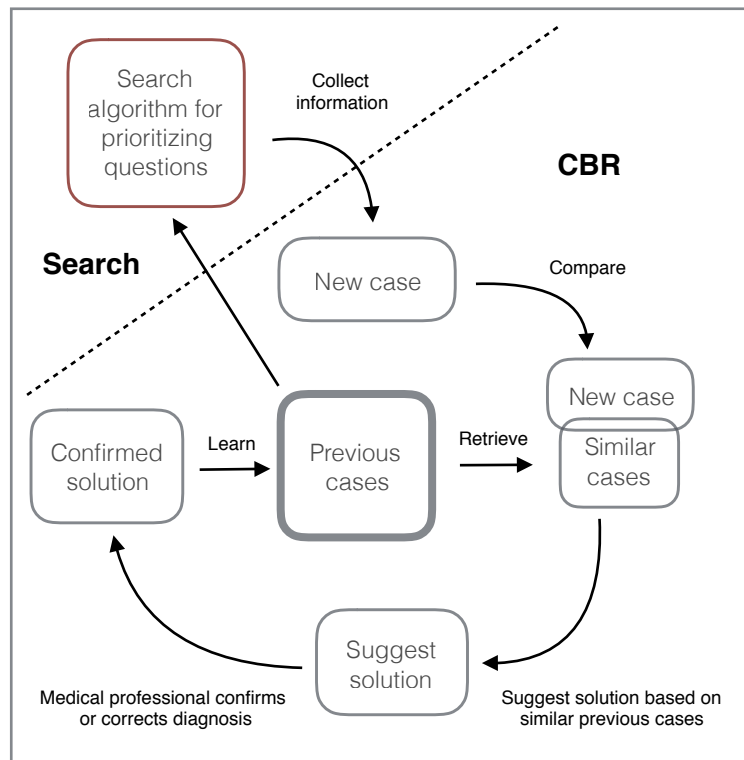 Search
algorithm for
prioritizing
questions
Collect
information
CBR
Search
New case
Compare
New case
Similar
cases
Confirmed
solution
Learn
Previous
cases
Retrieve
Suggest
solution
Medical professional confirms
or corrects diagnosis
Suggest solution based on
similar previous cases